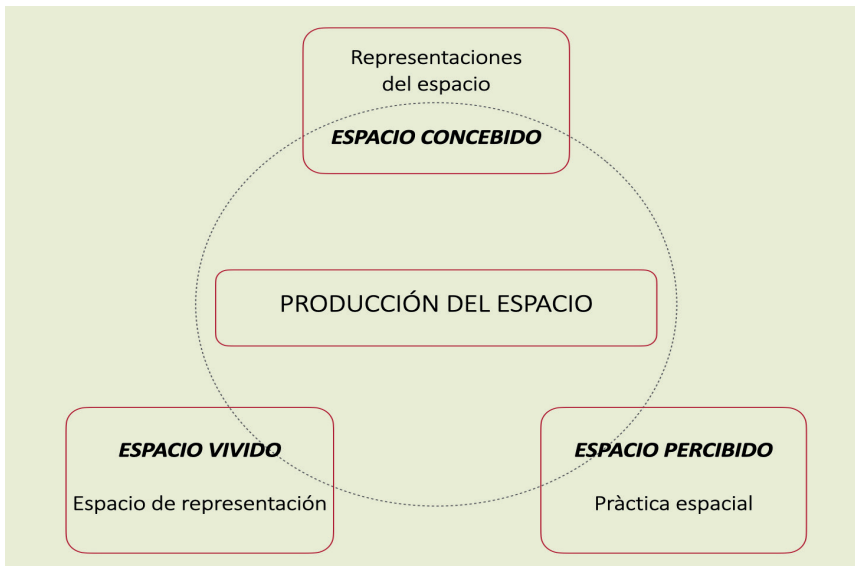 Representaciones
del espacio
ESPACIO CONCEBIDO
PRODUCCIÓN DEL ESPACIO
ESPACIO VIVIDO
Espacio de representación
ESPACIO PERCIBIDO
Pràctica espacial